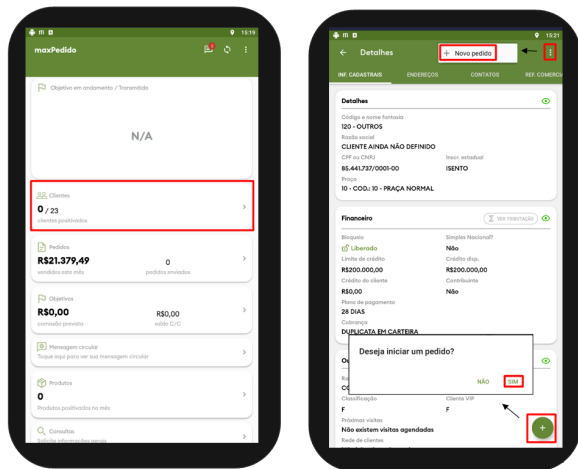 15:19
maxPedido
Objetivo em andamento / Transmitido
N/A
Clientes
0 / 23
clientes positivados
Pedidos
R$21.379,49
0
vendidos este mês
pedidos enviados
Objetivos
R$0,00
R$0,00
comissão prevista
saldo C/C
Mensagem circular
Toque aqui para ver sua mensagem circular
Produtos
0
Produtos positivados no mês
Consultas
Solicite informações gerais
15:21
Detalhes
+ Novo pedido
INF. CADASTRAIS
ENDEREÇOS
CONTATOS
REF. COMERCI
Detalhes
Código e nome fantasia
120 - OUTROS
Razão social
CLIENTE AINDA NÃO DEFINIDO
CPF ou CNPJ
Inscr. estadual
85.441.737/0001-00
ISENTO
Praça
10 - COD.: 10 - PRAÇA NORMAL
Financeiro
VER TRIBUTAÇÃO
Bloqueio
Simples Nacional?
Liberado
Não
Limite de crédito
Crédito disp.
R$200.000,00
R$200.000,00
Crédito do cliente
Contribuinte
R$0,00
Não
Plano de pagamento
28 DIAS
Cobrança
DUPLICATA EM CARTEIRA
Deseja iniciar um pedido?
NÃO
SIM
Classificação
Cliente VIP
F
F
Próximas visitas
Não existem visitas agendadas
Rede de clientes